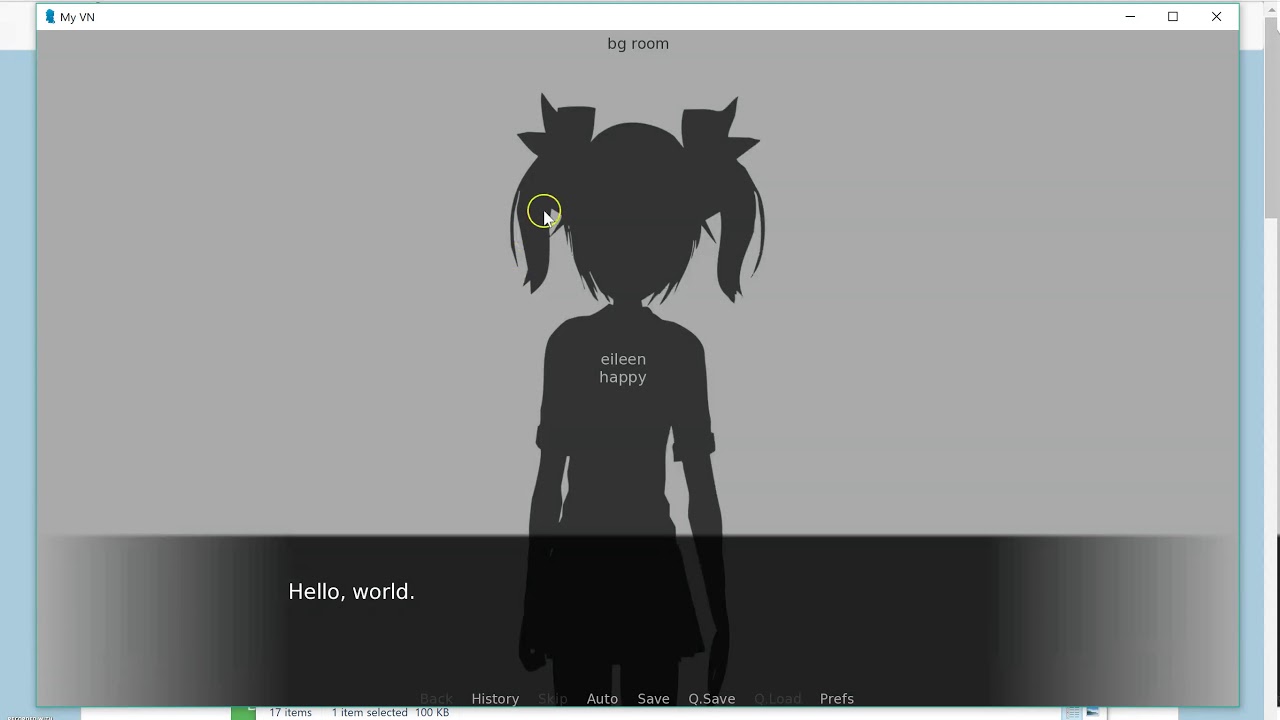 My VN
bg room
eileen
happy
Hello, world.
Back History Skip Auto Save Q.Save Q.Load Prefs
17 items 1 item selected 100 KB